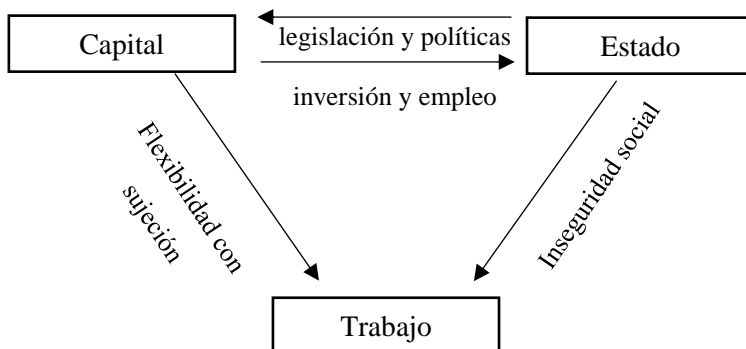 Capital
legislación y políticas
Estado
inversión y empleo
Flexibilidad con
sujeción
Inseguridad social
Trabajo